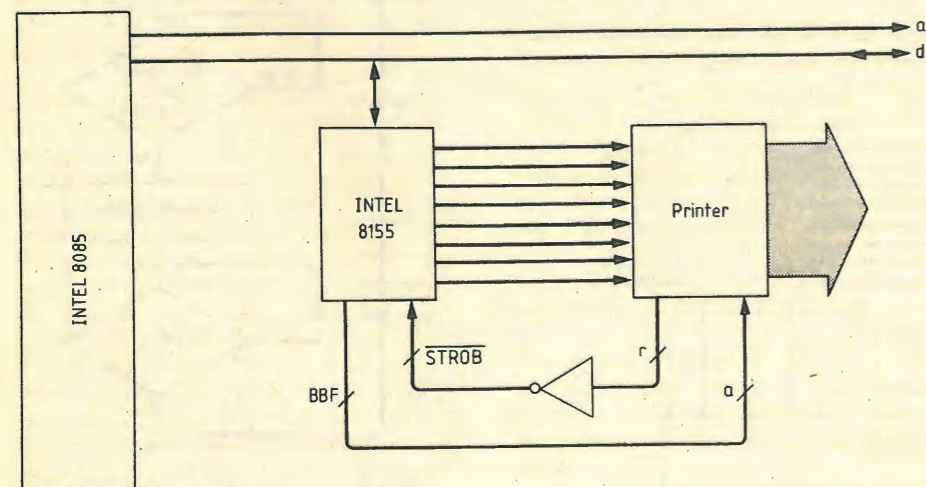 a
d
INTEL
8155
Printer
INTEL 8085
STROB
r
BBF
a